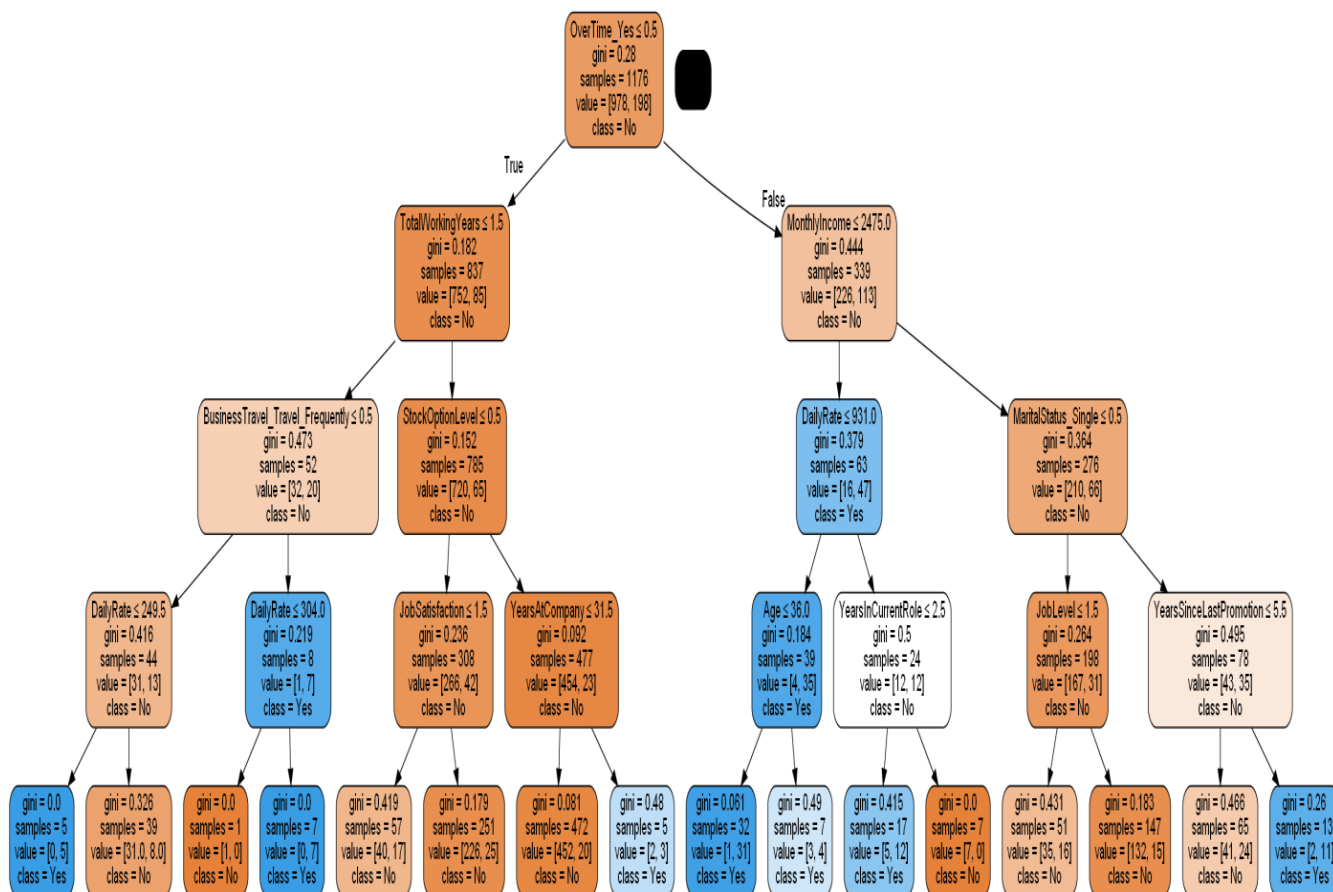 OverTime_Yes ≤ 0.5
gini = 0.28
samples = 1176
value = [978, 198]
class = No
True
False
TotalWorkingYears ≤ 1.5
gini = 0.182
samples = 837
value = [752, 85]
class = No
MonthlyIncome ≤ 2475.0
gini = 0.444
samples = 339
value = [226, 113]
class = No
BusinessTravel_Travel_Frequently ≤ 0.5
gini = 0.473
samples = 52
value = [32, 20]
class = No
StockOptionLevel ≤ 0.5
gini = 0.152
samples = 785
value = [720, 65]
class = No
DailyRate ≤ 931.0
gini = 0.379
samples = 63
value = [16, 47]
class = Yes
MaritalStatus_Single ≤ 0.5
gini = 0.364
samples = 276
value = [210, 66]
class = No
DailyRate ≤ 249.5
gini = 0.416
samples = 44
value = [31, 13]
class = No
DailyRate ≤ 304.0
gini = 0.219
samples = 8
value = [1, 7]
class = Yes
JobSatisfaction ≤ 1.5
gini = 0.236
samples = 308
value = [266, 42]
class = No
YearsAtCompany ≤ 31.5
gini = 0.092
samples = 477
value = [454, 23]
class = No
Age ≤ 36.0
gini = 0.184
samples = 39
value = [4, 35]
class = Yes
YearsInCurrentRole ≤ 2.5
gini = 0.5
samples = 24
value = [12, 12]
class = No
JobLevel ≤ 1.5
gini = 0.264
samples = 198
value = [167, 31]
class = No
YearsSinceLastPromotion ≤ 5.5
gini = 0.495
samples = 78
value = [43, 35]
class = No
gini = 0.0
samples = 5
value = [0, 5]
class = Yes
gini = 0.326
samples = 39
value = [31.0, 8.0]
class = No
gini = 0.0
samples = 1
value = [1, 0]
class = No
gini = 0.0
samples = 7
value = [0, 7]
class = Yes
gini = 0.419
samples = 57
value = [40, 17]
class = No
gini = 0.179
samples = 251
value = [226, 25]
class = No
gini = 0.081
samples = 472
value = [452, 20]
class = No
gini = 0.48
samples = 5
value = [2, 3]
class = Yes
gini = 0.061
samples = 32
value = [1, 31]
class = Yes
gini = 0.49
samples = 7
value = [3, 4]
class = Yes
gini = 0.415
samples = 17
value = [5, 12]
class = Yes
gini = 0.0
samples = 7
value = [7, 0]
class = No
gini = 0.431
samples = 51
value = [35, 16]
class = No
gini = 0.183
samples = 147
value = [132, 15]
class = No
gini = 0.466
samples = 65
value = [41, 24]
class = No
gini = 0.26
samples = 13
value = [2, 11]
class = Yes